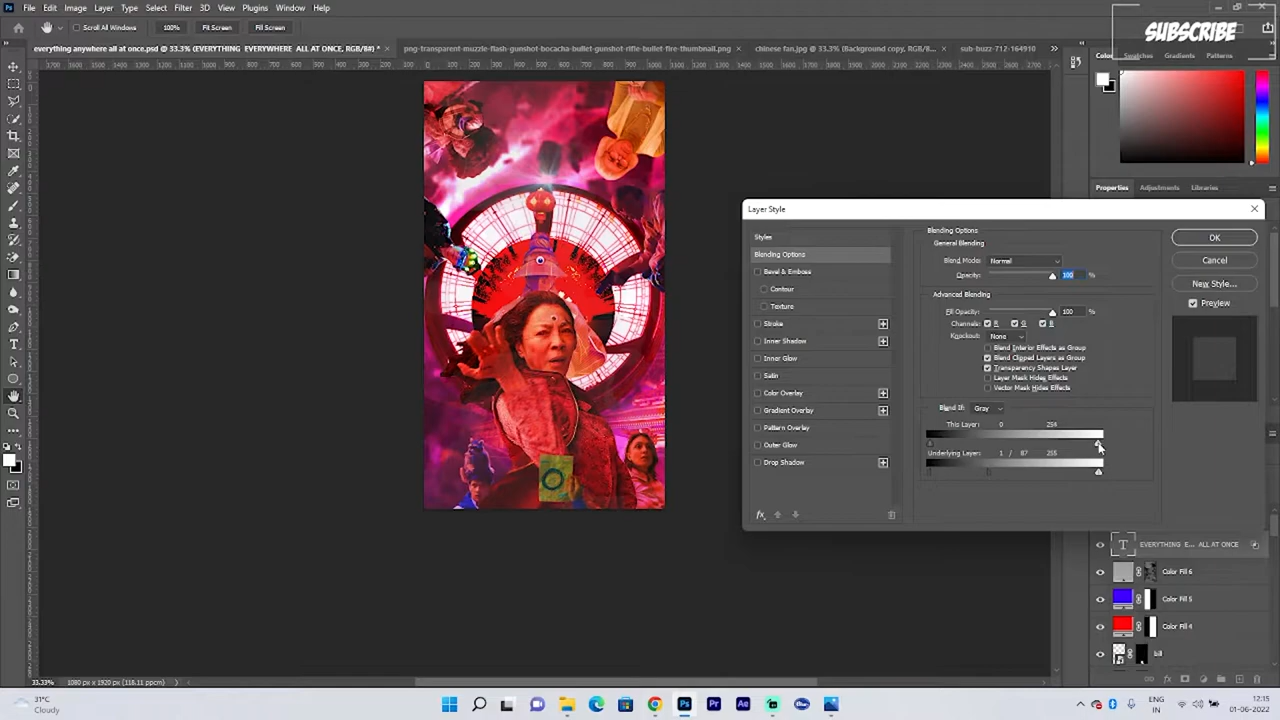 File Edit Image Layer Type Select Filter 3D View Plugins Window Help
SUBSCRIBE
Scroll All Windows 100% Fit Screen Fill Screen
everything anywhere all at once.psd @ 33.3% (EVERYTHING EVERYWHERE ALL AT ONCE, RGB/8#) * ×
png-transparent-muzzle-flash-gunshot-bocacha-bullet-gunshot-rifle-bullet-fire-thumbnail.png ×
chinese fan.jpg @ 33.3% (Background copy, RGB/8... ×
sub-buzz-712-164910
Color Swatches Gradients Patterns
Properties Adjustments Libraries
Layer Style
Styles
Blending Options
Bevel & Emboss
Contour
Texture
Stroke
Inner Shadow
Inner Glow
Satin
Color Overlay
Gradient Overlay
Pattern Overlay
Outer Glow
Drop Shadow
fx
Blending Options
General Blending
Blend Mode: Normal
Opacity: 100 %
Advanced Blending
Fill Opacity: 100 %
Channels: R G B
Knockout: None
Blend Interior Effects as Group
Blend Clipped Layers as Group
Transparency Shapes Layer
Layer Mask Hides Effects
Vector Mask Hides Effects
Blend If: Gray
This Layer: 0 254
Underlying Layer: 1 / 87 255
OK
Cancel
New Style...
Preview
T EVERYTHING E... ALL AT ONCE
Color Fill 6
Color Fill 5
Color Fill 4
33.33% 1080 px x 1920 px (118.11 ppcm)
31°C
Cloudy
ENG
IN
12:15
01-06-2022